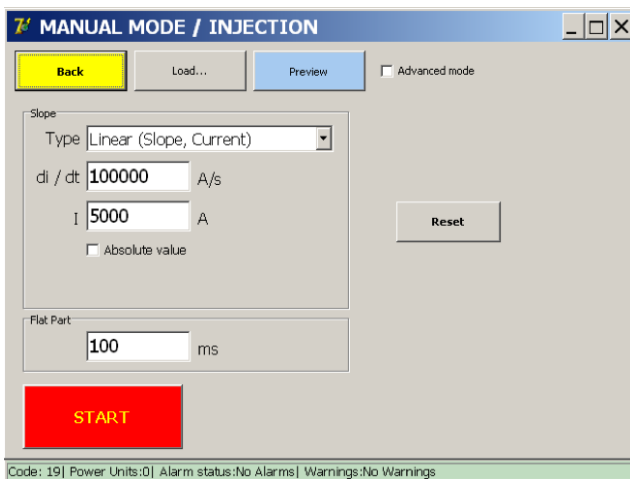 MANUAL MODE / INJECTION
Back
Load...
Preview
Advanced mode
Slope
Type Linear (Slope, Current)
di / dt 100000 A/s
I 5000 A
Absolute value
Reset
Flat Part
100 ms
START
Code: 19| Power Units:0| Alarm status:No Alarms| Warnings:No Warnings